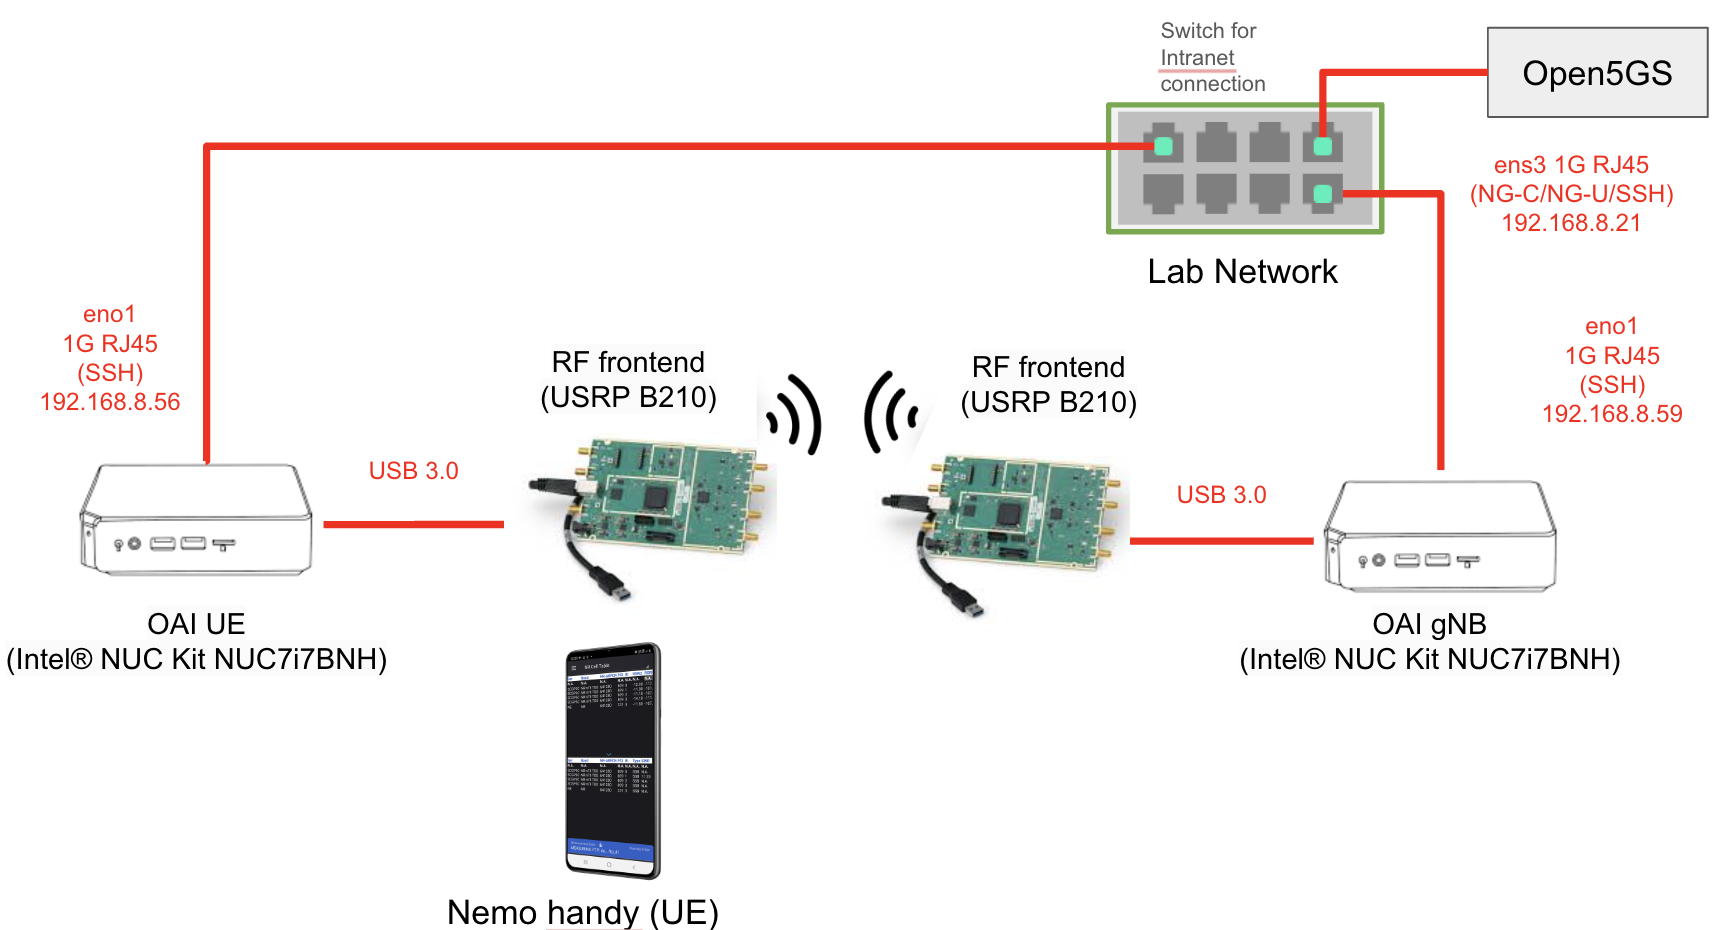 Switch for
Intranet
connection
Open5GS
ens3 1G RJ45
(NG-C/NG-U/SSH)
192.168.8.21
Lab Network
eno1
1G RJ45
(SSH)
192.168.8.56
RF frontend
(USRP B210)
RF frontend
(USRP B210)
eno1
1G RJ45
(SSH)
192.168.8.59
USB 3.0
USB 3.0
OAI UE
(Intel® NUC Kit NUC7i7BNH)
OAI gNB
(Intel® NUC Kit NUC7i7BNH)
Cell Table
Nemo handy (UE)